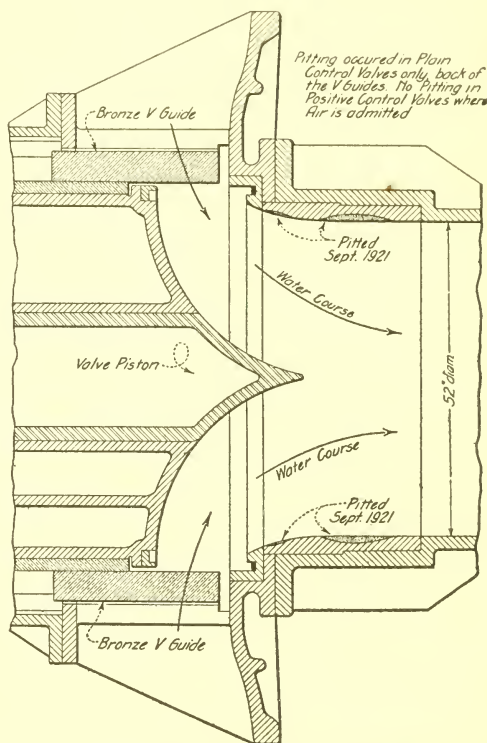 Pitting occured in Plain
Control Valves only, back of
the V Guides. No Pitting in
Positive Control Valves where
Air is admitted
Bronze V Guide
Pitted
Sept. 1921
Water Course
Valve Piston
52" diam
Water Course
Pitted
Sept. 1921
Bronze V Guide